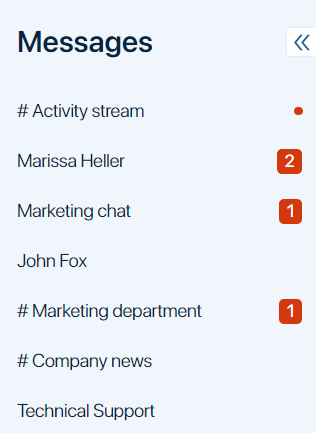 Messages
# Activity stream
Marissa Heller 2
Marketing chat 1
John Fox
# Marketing department 1
# Company news
Technical Support